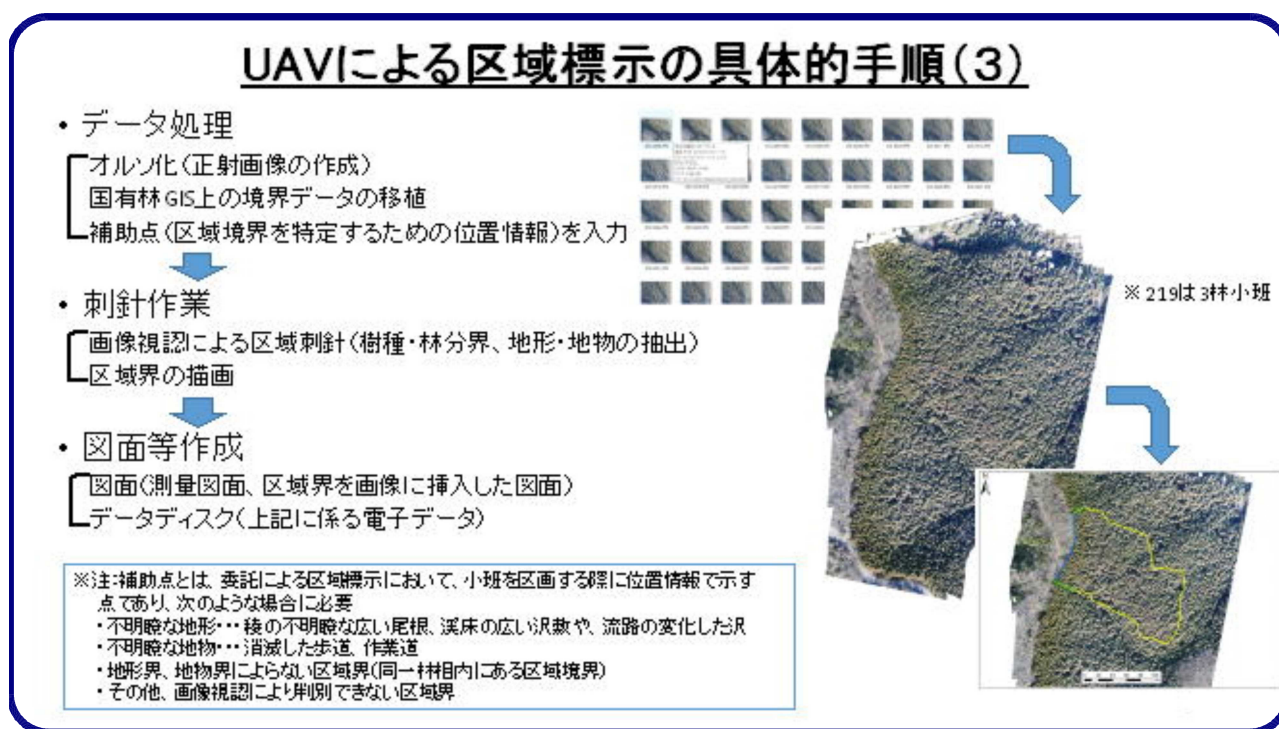 UAVによる区域標示の具体的手順(3)
・データ処理
オルソ化(正射画像の作成)
国有林GIS上の境界データの移植
補助点(区域境界を特定するための位置情報)を入力
・刺針作業
画像視認による区域刺針(樹種・林分界、地形・地物の抽出)
区域界の描画
・図面等作成
図面(測量図面、区域界を画像に挿入した図面)
データディスク(上記に係る電子データ)
※ 219は3林小班
※注:補助点とは、委託による区域標示において、小班を区画する際に位置情報で示す
点であり、次のような場合に必要
・不明瞭な地形・・・稜の不明瞭な広い尾根、渓床の広い沢敷や、流路の変化した沢
・不明瞭な地物・・・消滅した歩道、作業道
・地形界、地物界によらない区域界(同一林相内にある区域境界)
・その他、画像視認により判別できない区域界